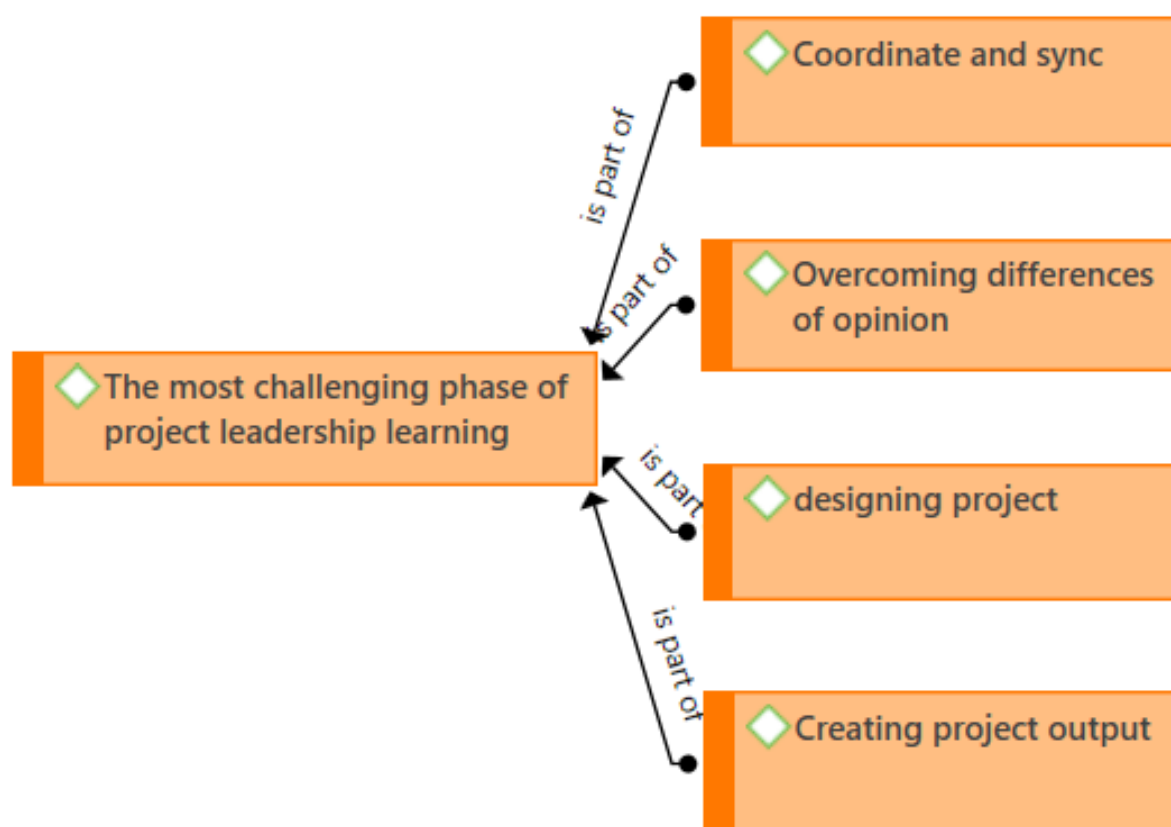 Coordinate and sync
is part of
Overcoming differences
of opinion
is part of
The most challenging phase of
project leadership learning
is part
designing project
is part of
Creating project output